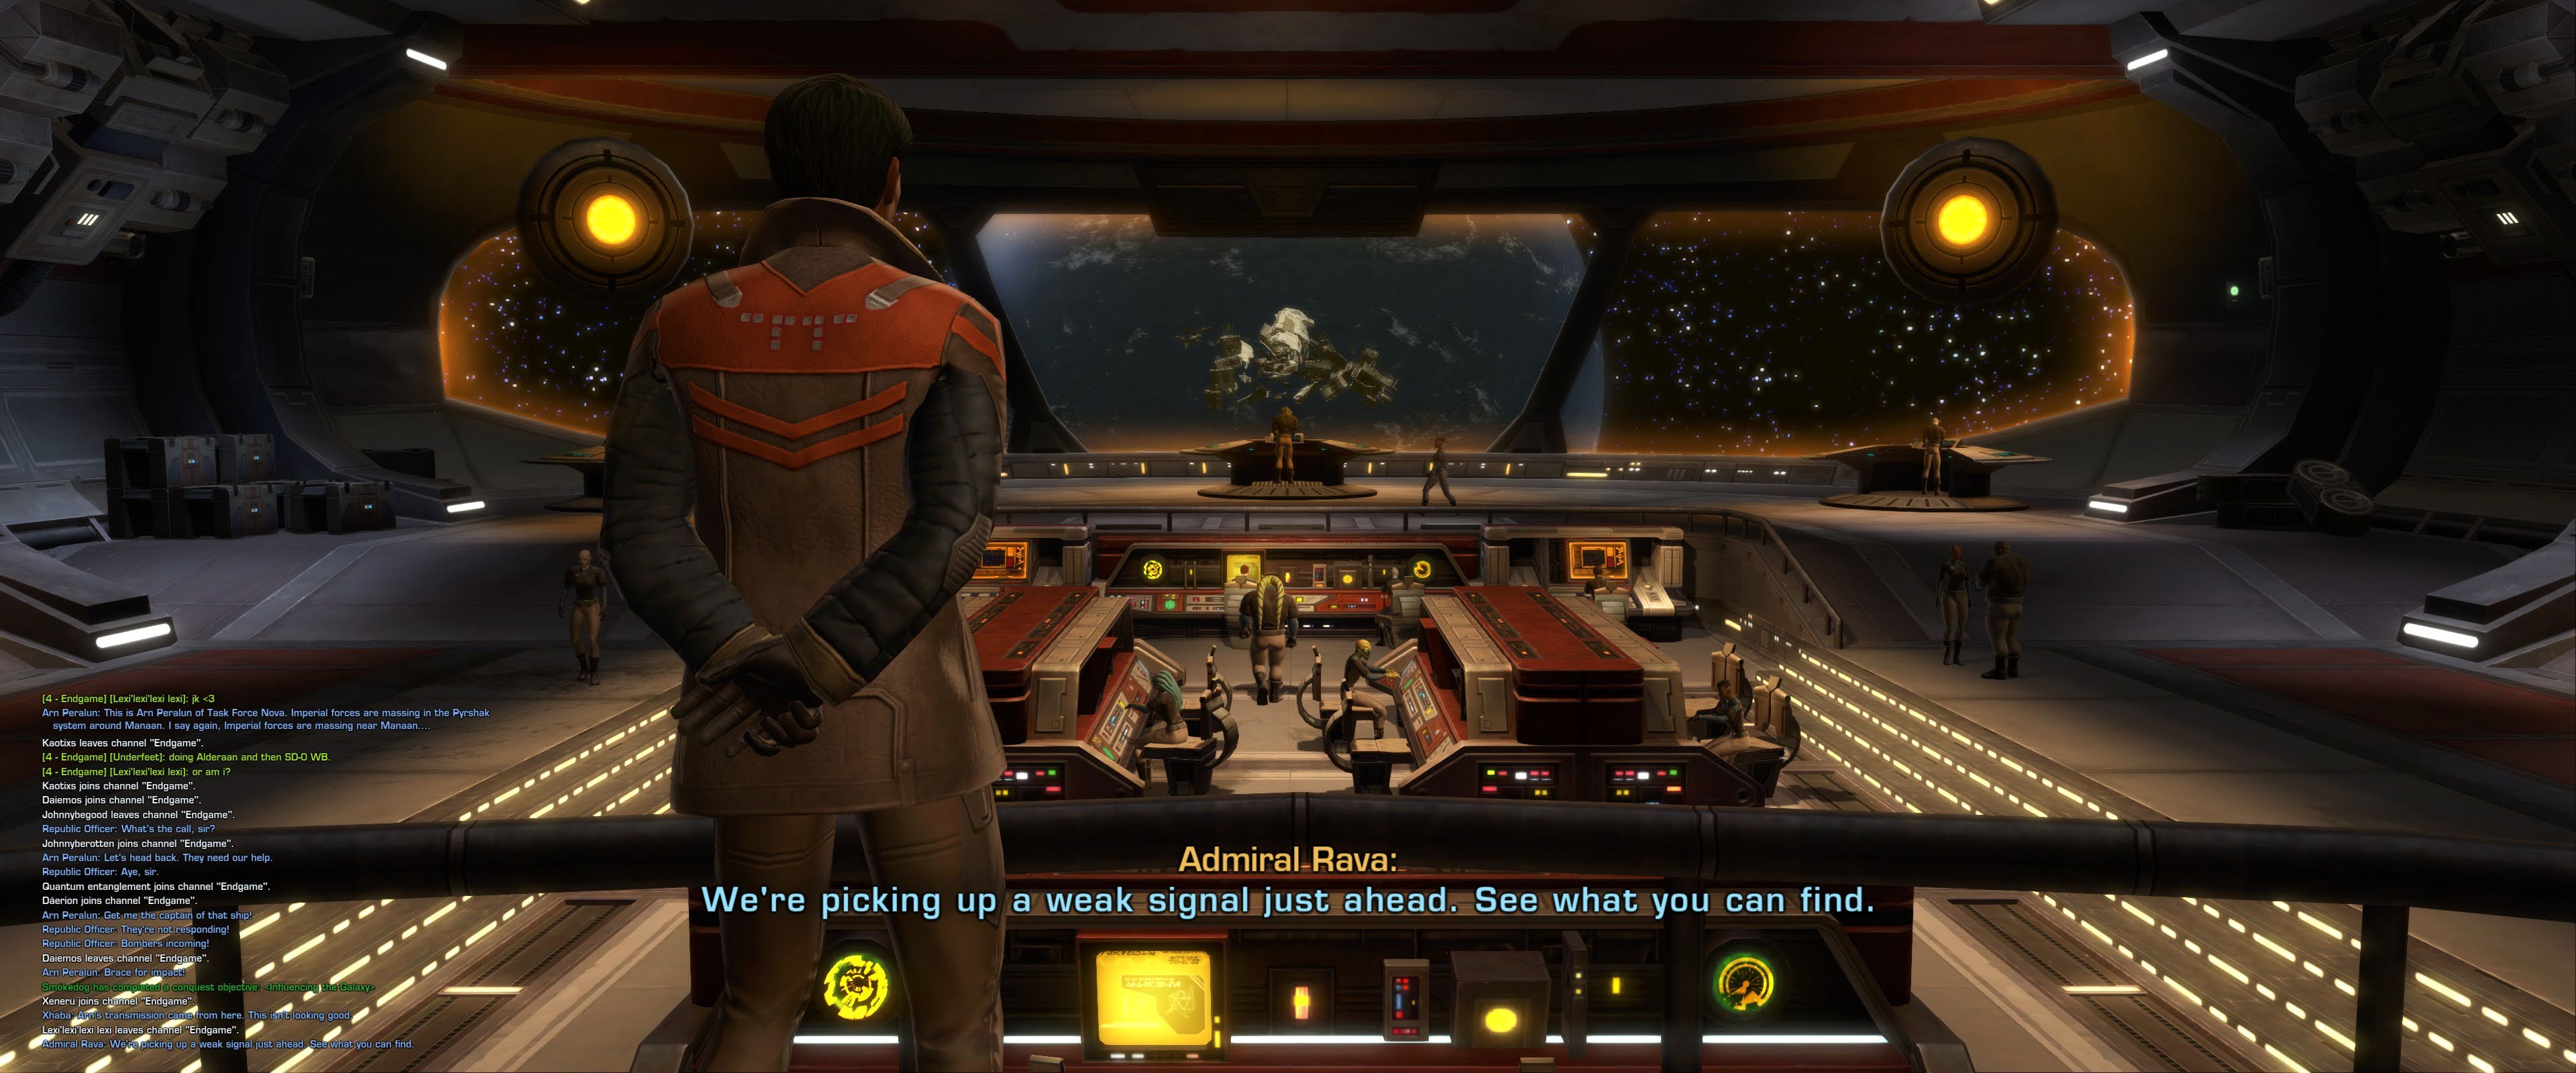 [4 - Endgame] [Lexi'lexi'lexi lexi]: jk <3
Arn Peralun: This is Arn Peralun of Task Force Nova. Imperial forces are massing in the Pyrshak
system around Manaan. I say again, Imperial forces are massing near Manaan....
Kaotixs leaves channel "Endgame".
[4 - Endgame] [Underfeet]: doing Alderaan and then SD-0 WB.
[4 - Endgame] [Lexi'lexi'lexi lexi]: or am i?
Kaotixs joins channel "Endgame".
Daiemos joins channel "Endgame".
Johnnybegood leaves channel "Endgame".
Republic Officer: What's the call, sir?
Johnnyberotten joins channel "Endgame".
Arn Peralun: Let's head back. They need our help.
Republic Officer: Aye, sir.
Quantum entanglement joins channel "Endgame".
Dáerion joins channel "Endgame".
Arn Peralun: Get me the captain of that ship!
Republic Officer: They're not responding!
Republic Officer: Bombers incoming!
Daiemos leaves channel "Endgame".
Arn Peralun: Brace for impact!
Smökedog has completed a conquest objective: <Influencing the Galaxy>
Xeneru joins channel "Endgame".
Xhaba: Arn's transmission came from here. This isn't looking good.
Lexi'lexi'lexi lexi leaves channel "Endgame".
Admiral Rava: We're picking up a weak signal just ahead. See what you can find.
Admiral Rava:
We're picking up a weak signal just ahead. See what you can find.